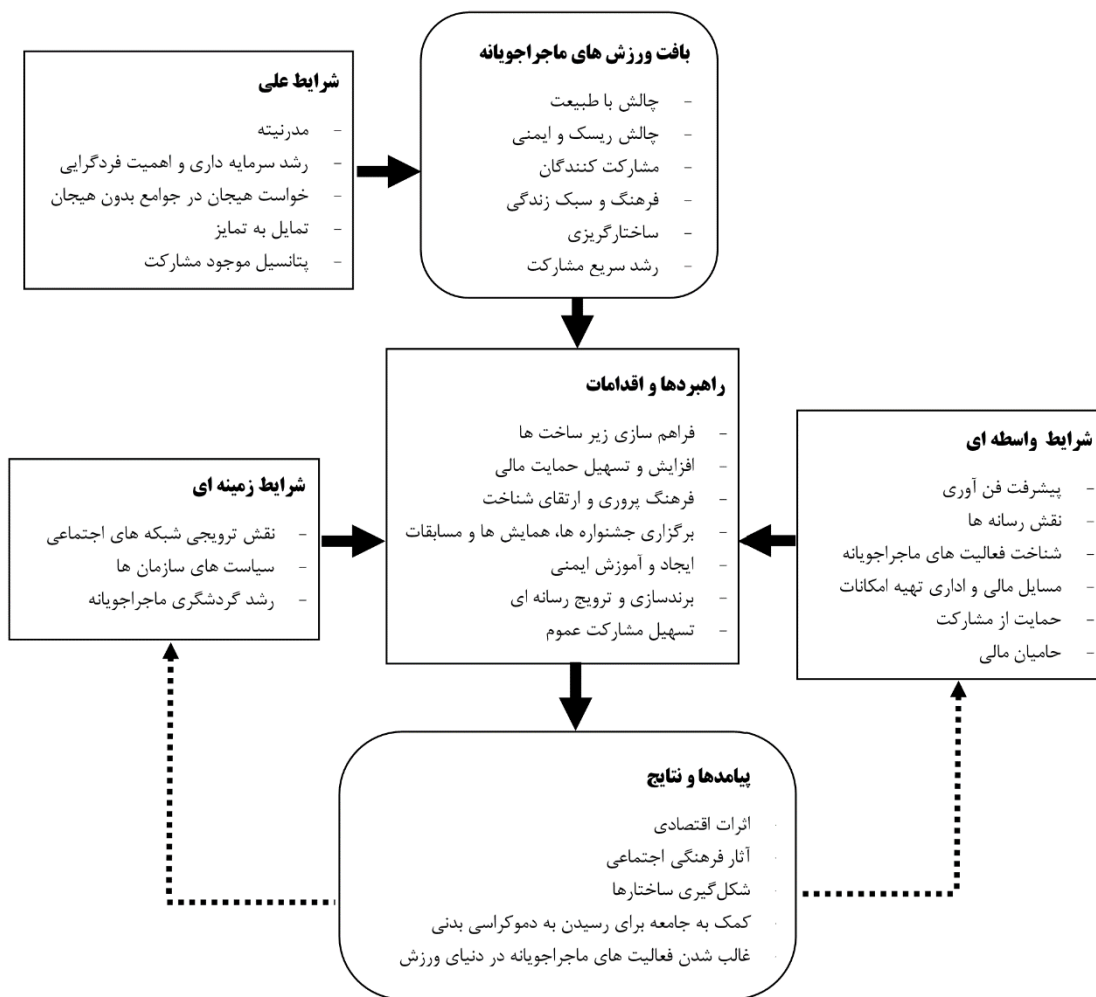 بافت ورزش های ماجراجویانه
- چالش با طبیعت
- چالش ریسک و ایمنی
- مشارکت کنندگان
- فرهنگ و سبک زندگی
- ساختارگریزی
- رشد سریع مشارکت
شرایط علی
- مدرنیته
- رشد سرمایه داری و اهمیت فردگرایی
- خواست هیجان در جوامع بدون هیجان
- تمایل به تمایز
- پتانسیل موجود مشارکت
راهبردها و اقدامات
- فراهم سازی زیر ساخت ها
- افزایش و تسهیل حمایت مالی
- فرهنگ پروری و ارتقای شناخت
- برگزاری جشنواره ها، همایش ها و مسابقات
- ایجاد و آموزش ایمنی
- برندسازی و ترویج رسانه ای
- تسهیل مشارکت عموم
شرایط واسطه ای
- پیشرفت فن آوری
- نقش رسانه ها
- شناخت فعالیت های ماجراجویانه
- مسایل مالی و اداری تهیه امکانات
- حمایت از مشارکت
- حامیان مالی
شرایط زمینه ای
- نقش ترویجی شبکه های اجتماعی
- سیاست های سازمان ها
- رشد گردشگری ماجراجویانه
پیامدها و نتایج
اثرات اقتصادی
آثار فرهنگی اجتماعی
شکل‌گیری ساختارها
کمک به جامعه برای رسیدن به دموکراسی بدنی
غالب شدن فعالیت های ماجراجویانه در دنیای ورزش